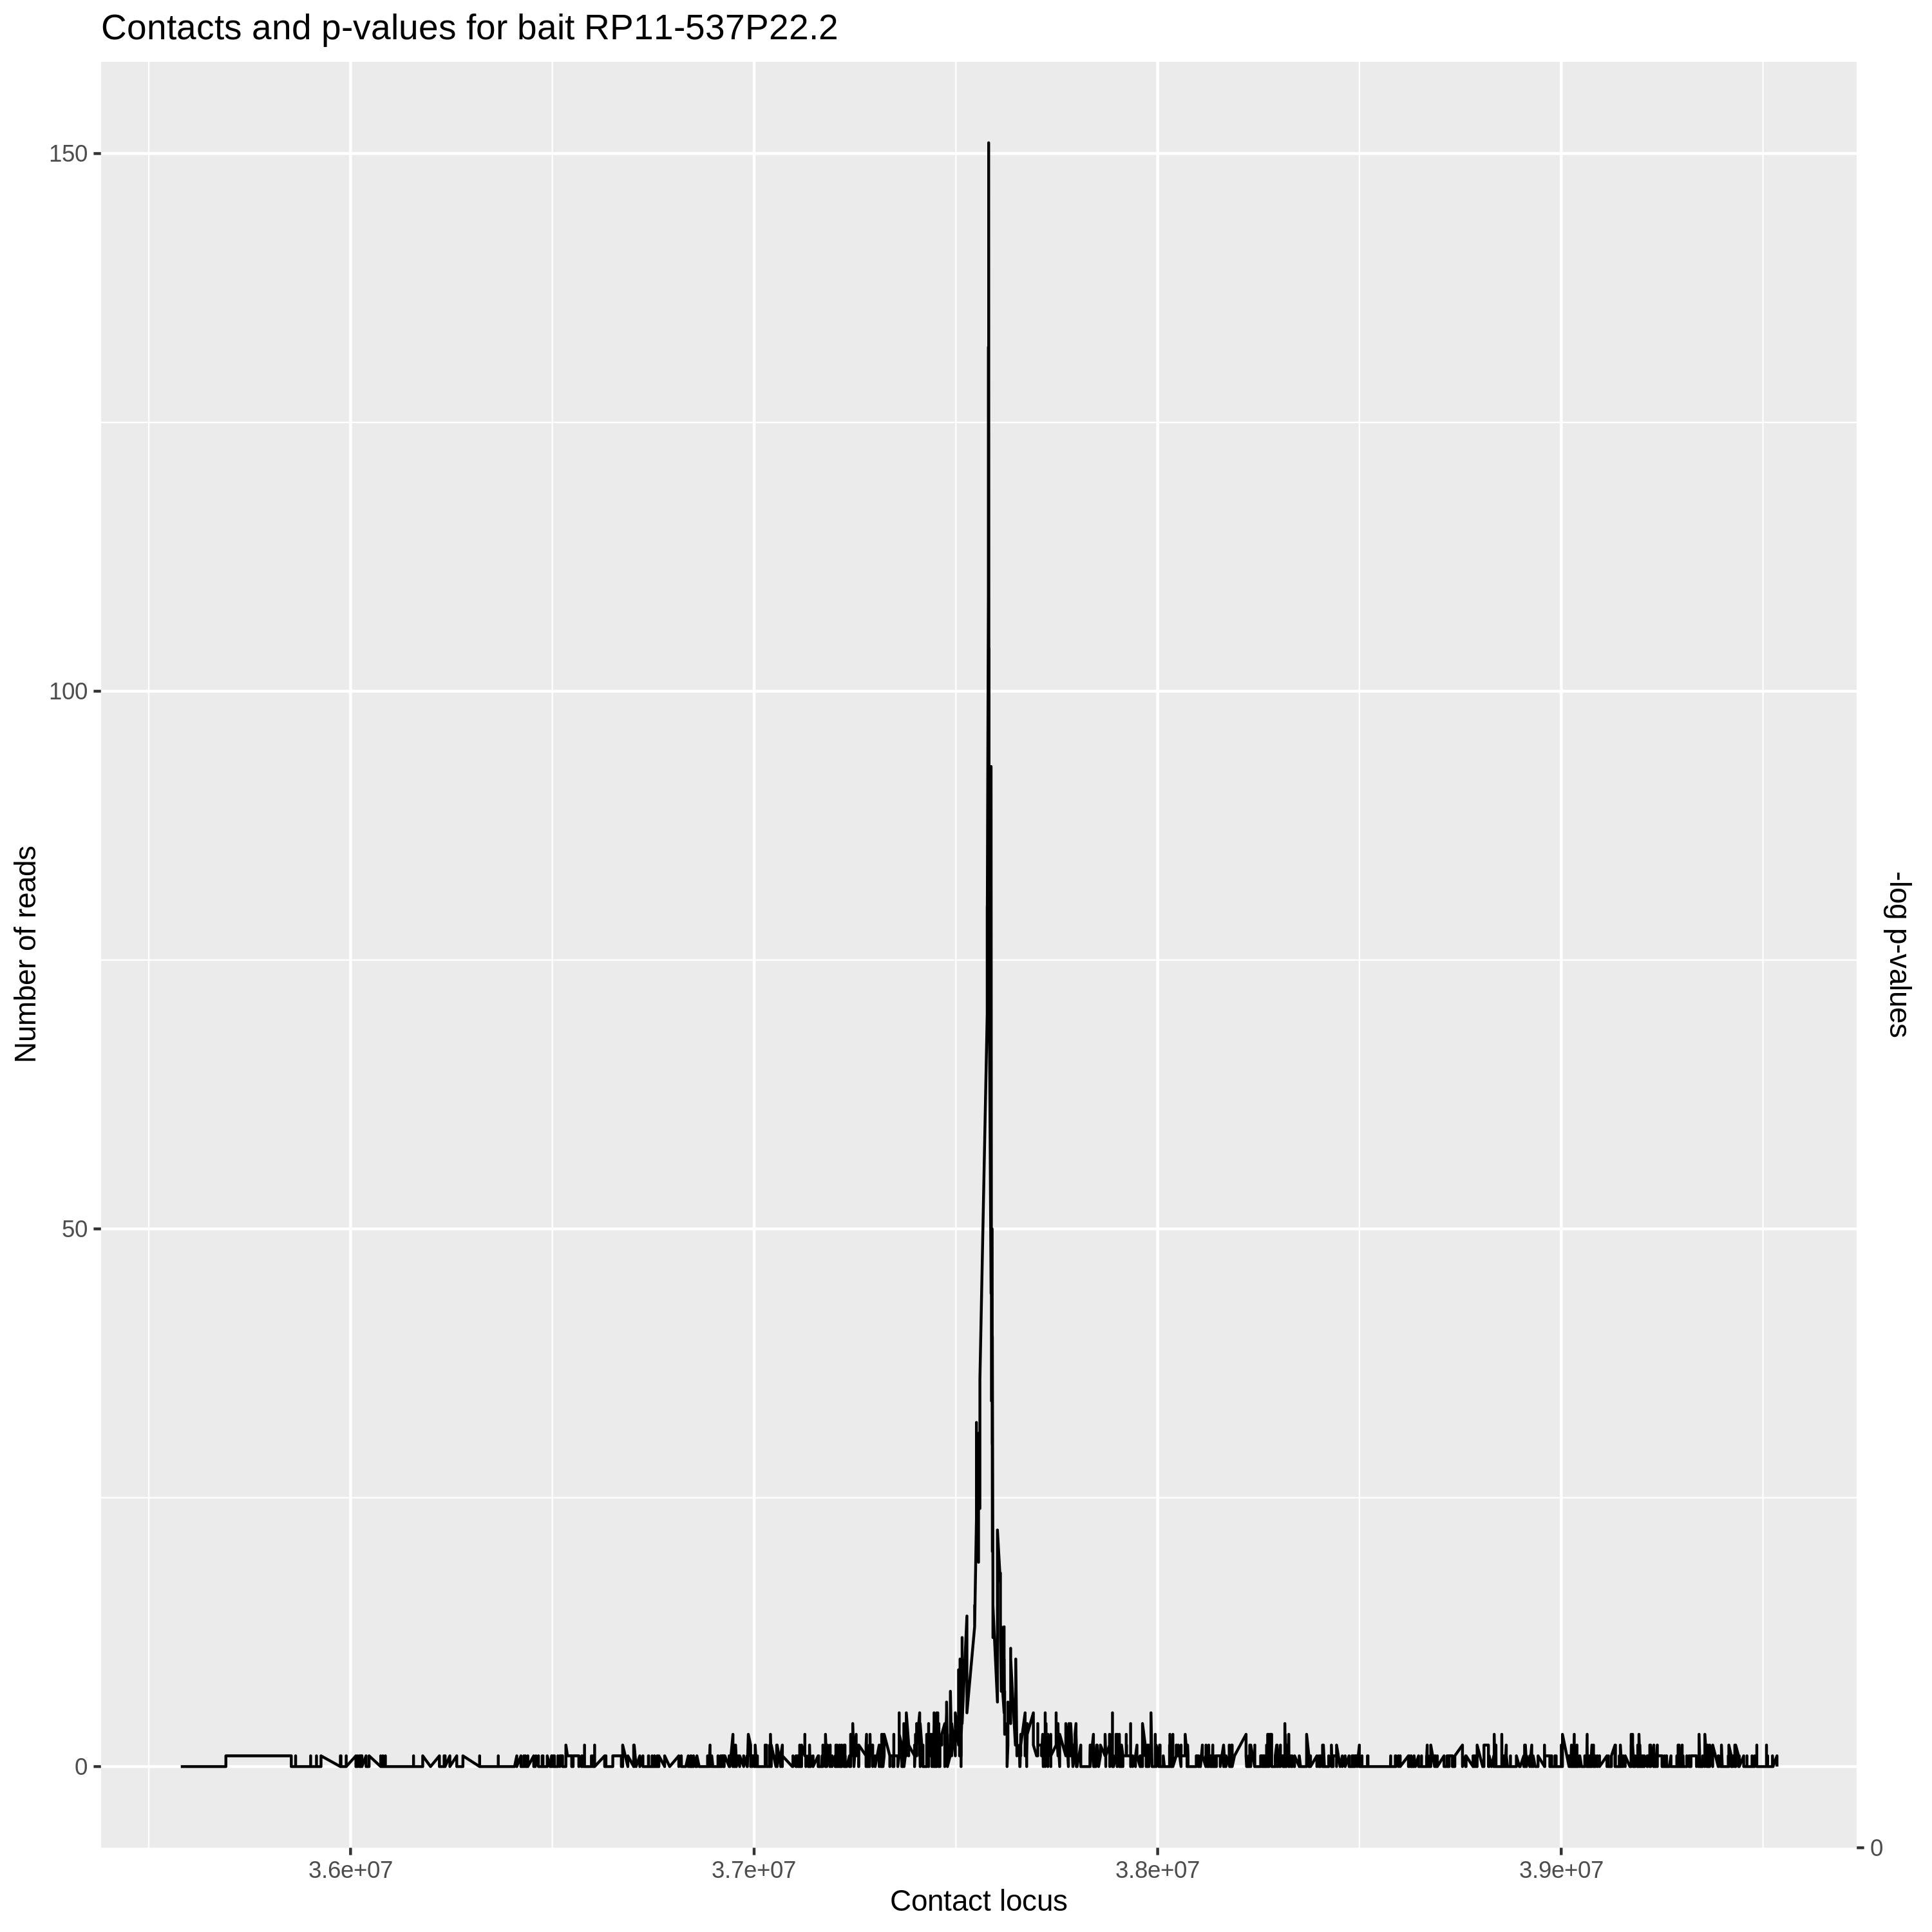 Contacts and p-values for bait RP11-537P22.2
150
100
50
0
Number of reads
-log p-values
0
3.6e+07
3.7e+07
3.8e+07
3.9e+07
Contact locus